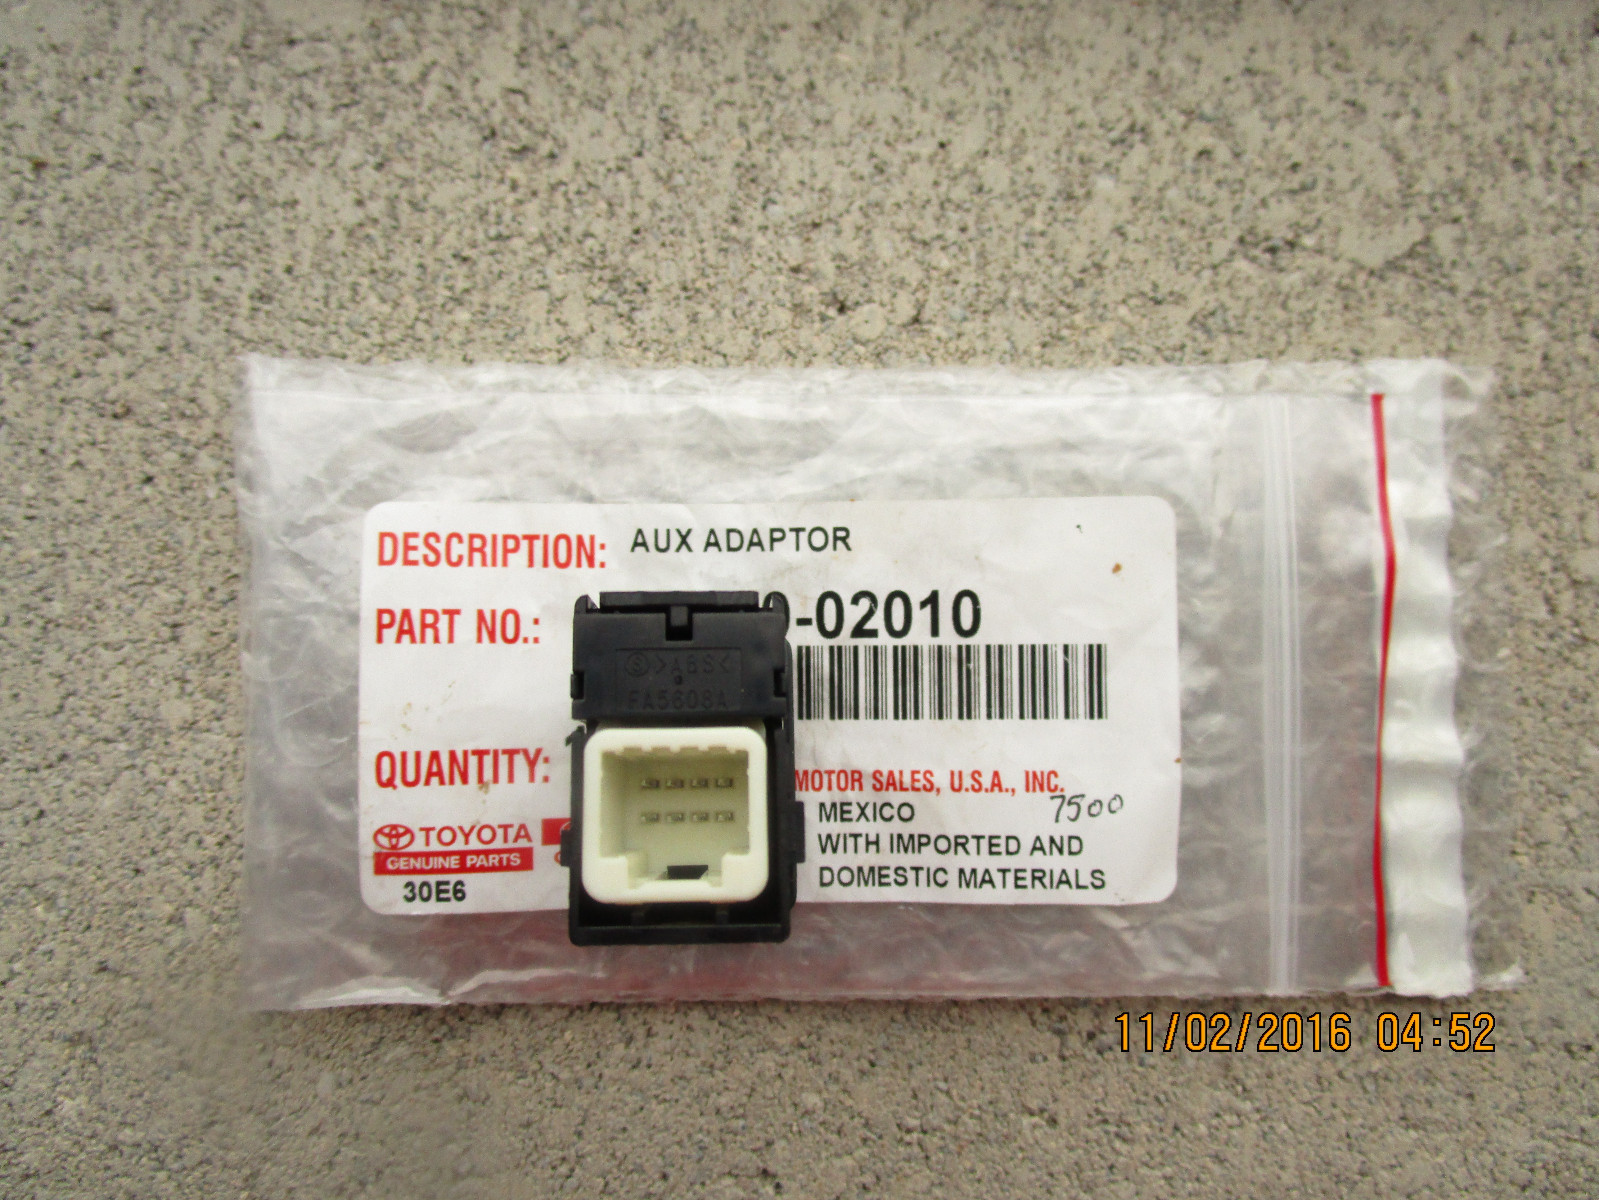 DESCRIPTION: AUX ADAPTOR
PART NO.: 0-02010
Ⓢ >ABS<
FA5608A
QUANTITY:
MOTOR SALES, U.S.A., INC.
MEXICO 7500
TOYOTA
WITH IMPORTED AND
GENUINE PARTS
DOMESTIC MATERIALS
30E6
11/02/2016 04:52